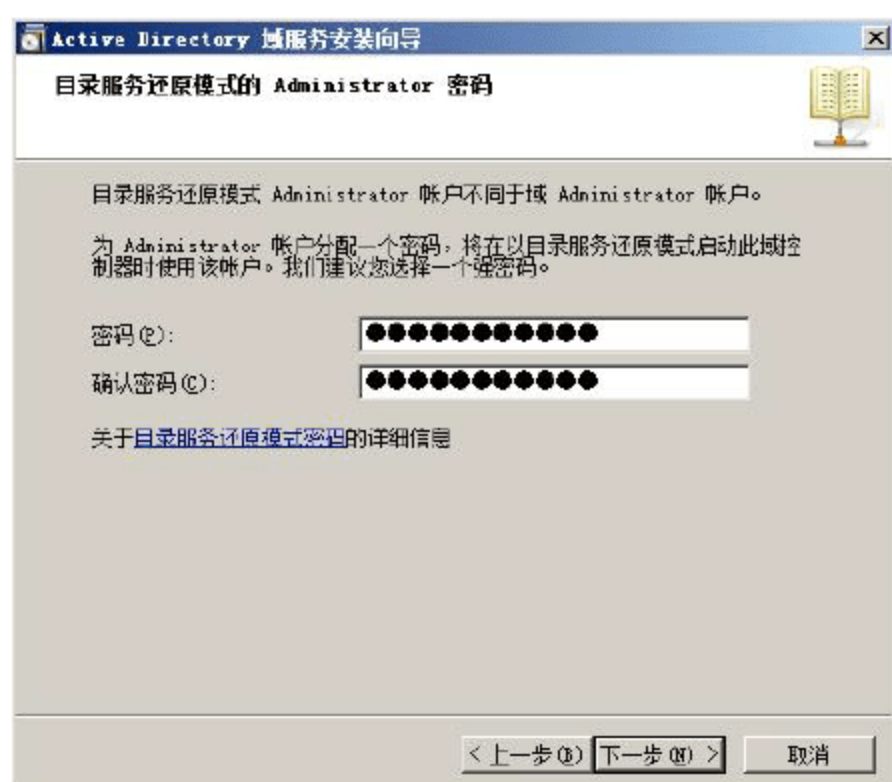 Active Directory 域服务安装向导
目录服务还原模式的 Administrator 密码
目录服务还原模式 Administrator 帐户不同于域 Administrator 帐户。
为 Administrator 帐户分配一个密码，将在以目录服务还原模式启动此域控
制器时使用该帐户。我们建议您选择一个强密码。
密码(P):
确认密码(C):
关于目录服务还原模式密码的详细信息
< 上一步(B) 下一步(N) > 取消